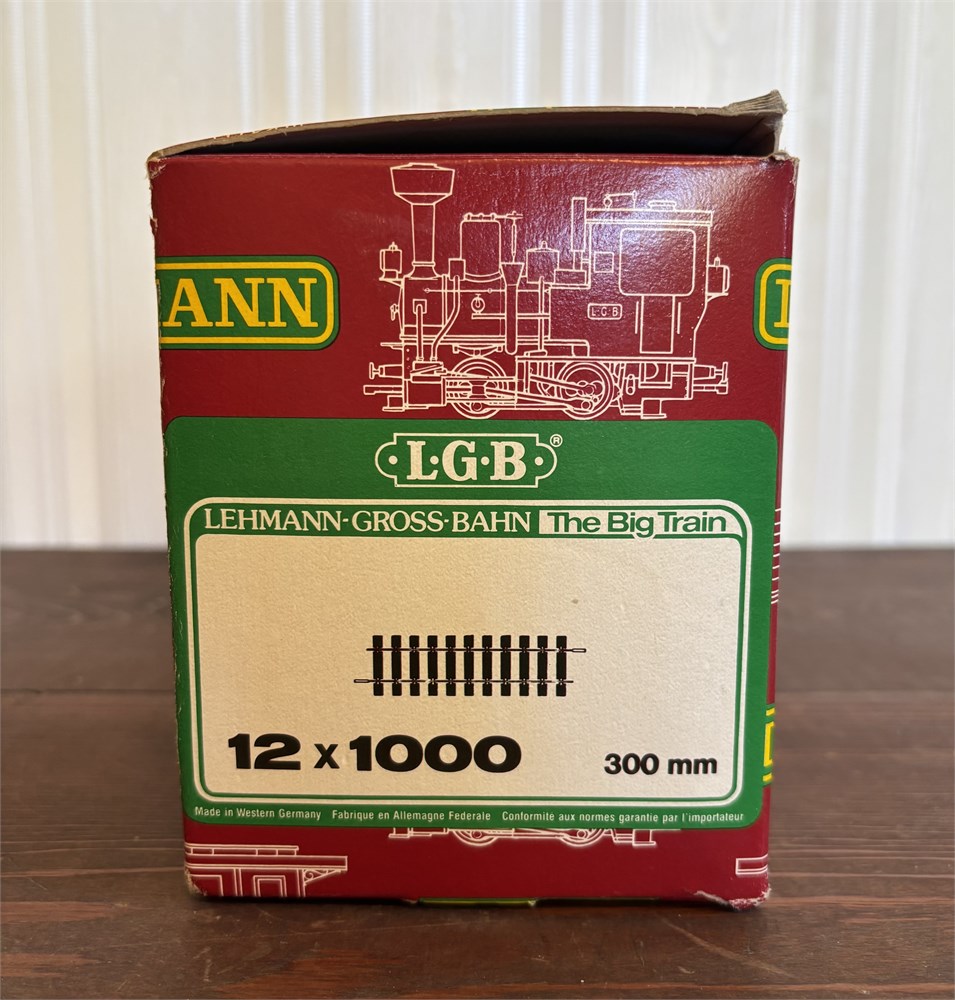 ANN
L·G·B
·L·G·B·®
LEHMANN-GROSS-BAHN The Big Train
12 x 1000 300 mm
Made in Western Germany Fabrique en Allemagne Federale Conformite aux normes garantie par l'importateur